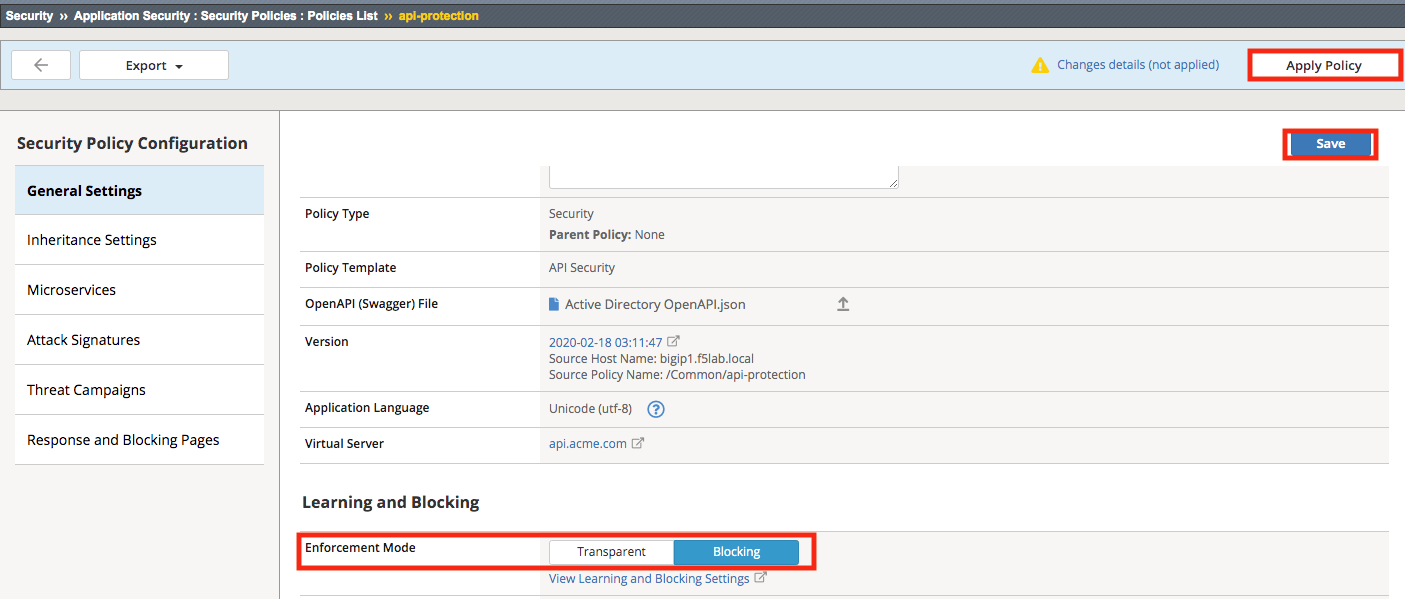 Security » Application Security : Security Policies : Policies List » api-protection
Export
Changes details (not applied)
Apply Policy
Security Policy Configuration
General Settings
Inheritance Settings
Microservices
Attack Signatures
Threat Campaigns
Response and Blocking Pages
Save
Policy Type
Security
Parent Policy: None
Policy Template
API Security
OpenAPI (Swagger) File
Active Directory OpenAPI.json
Version
2020-02-18 03:11:47
Source Host Name: bigip1.f5lab.local
Source Policy Name: /Common/api-protection
Application Language
Unicode (utf-8) ?
Virtual Server
api.acme.com
Learning and Blocking
Enforcement Mode
Transparent
Blocking
View Learning and Blocking Settings